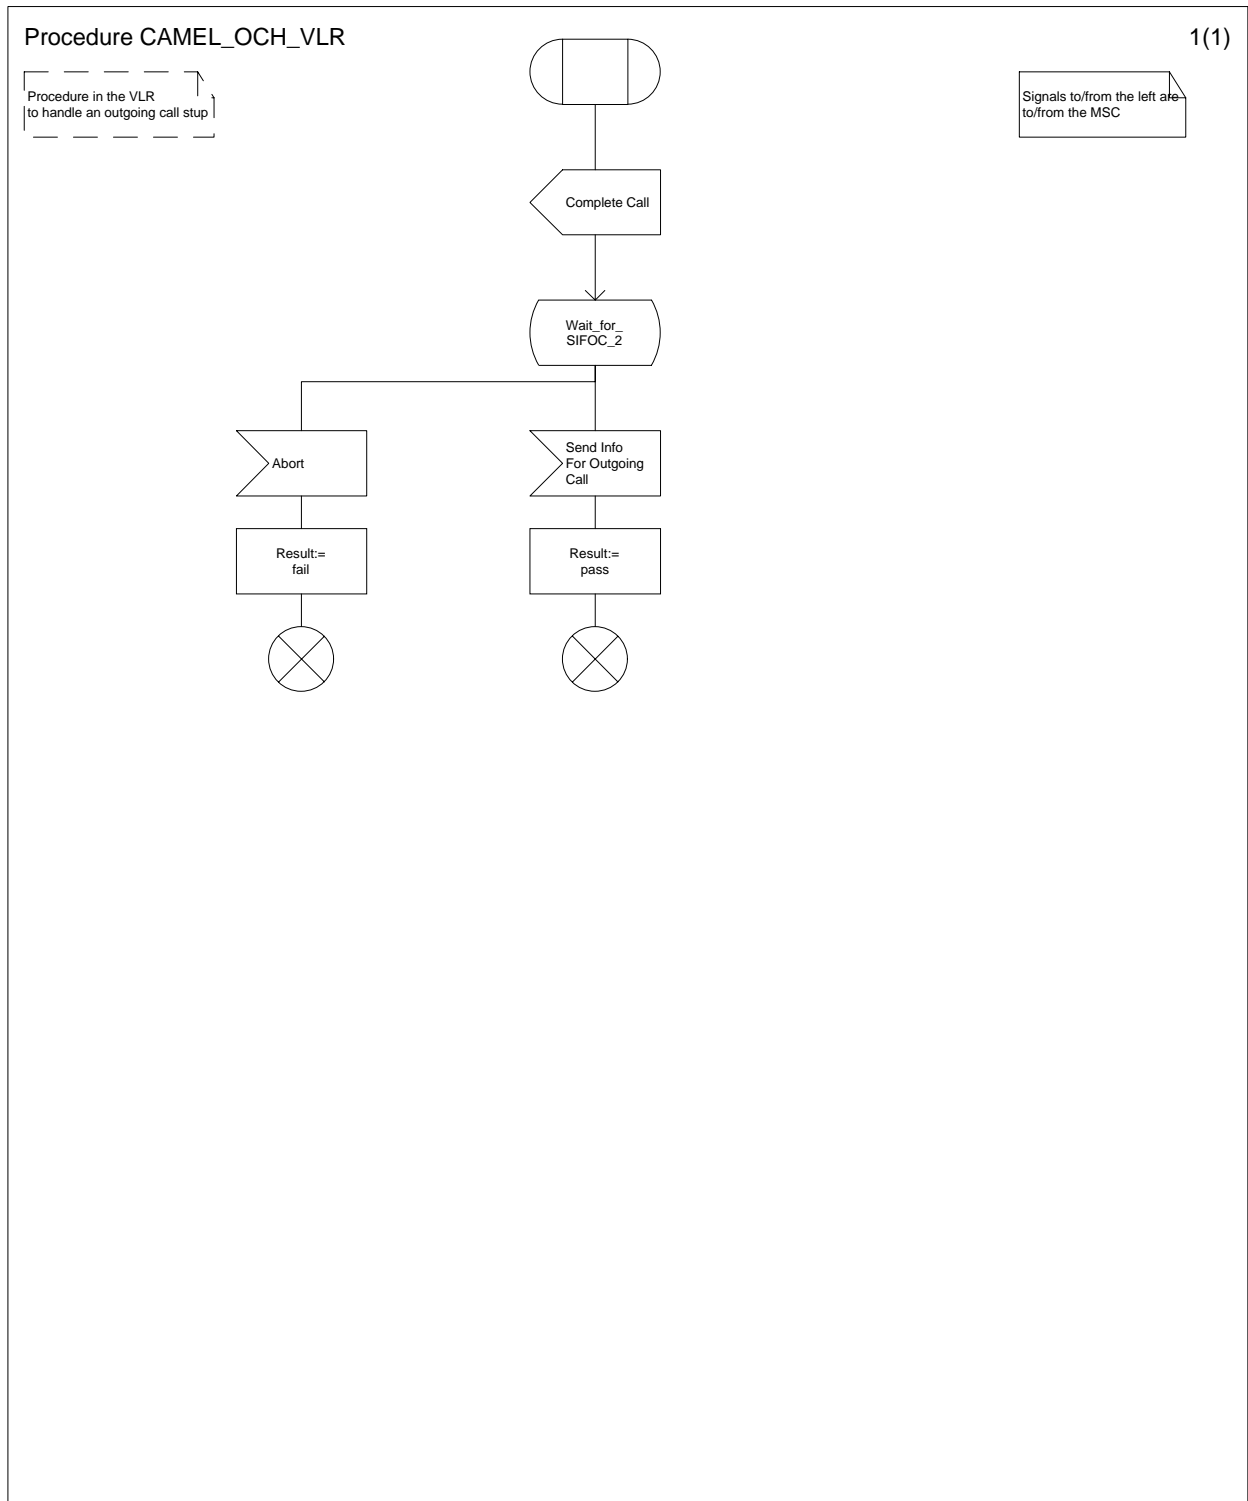 Procedure CAMEL_OCH_VLR
1(1)
Procedure in the VLR
to handle an outgoing call stup
Signals to/from the left are
to/from the MSC
Complete Call
Wait_for_
SIFOC_2
Abort
Send Info
For Outgoing
Call
Result:=
fail
Result:=
pass